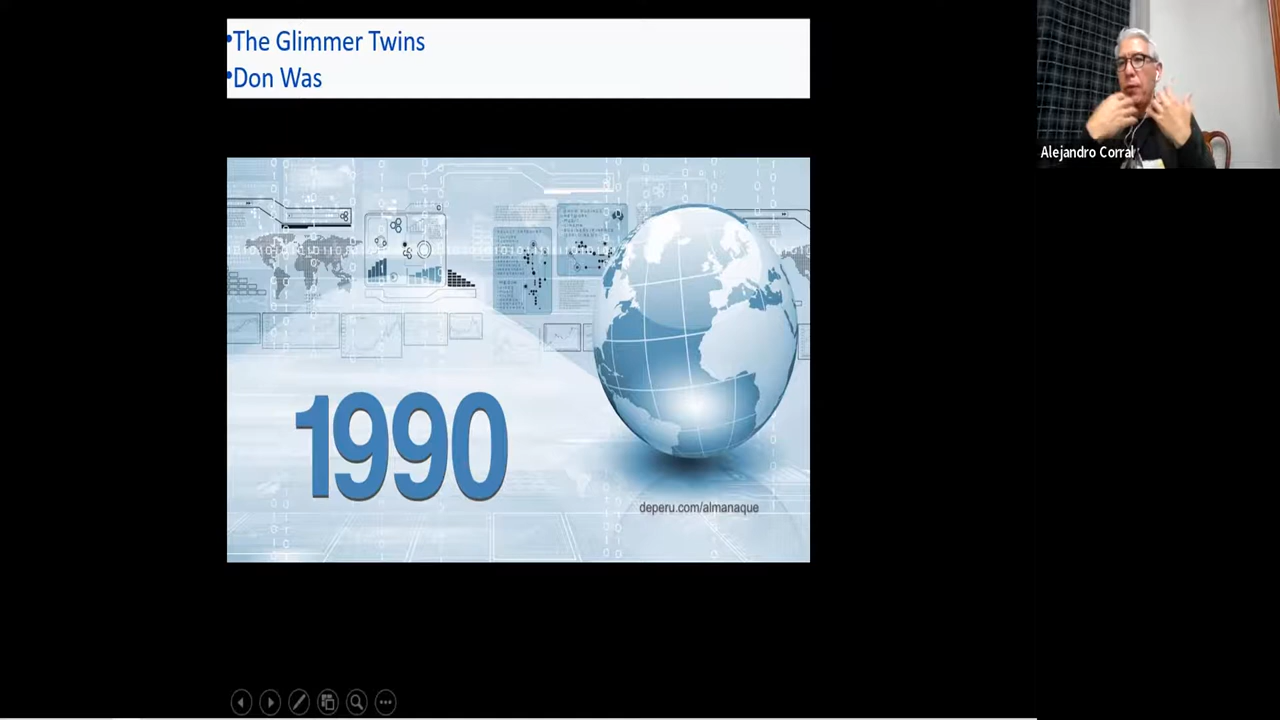 •The Glimmer Twins
•Don Was
Alejandro Corral
1990
deperu.com/almanaque